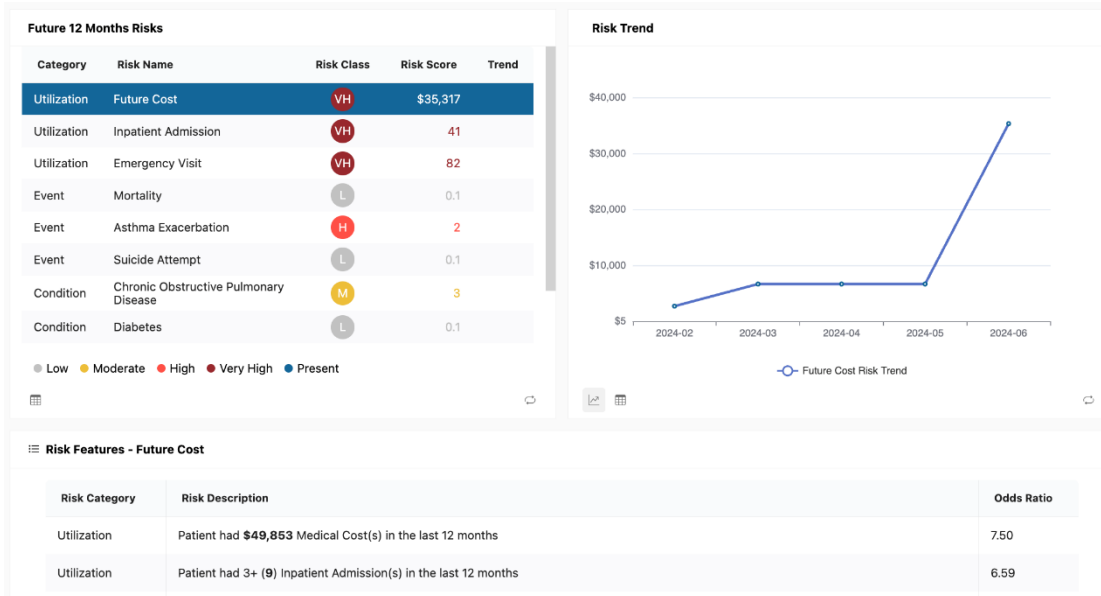 Future 12 Months Risks
Category Risk Name Risk Class Risk Score Trend
Utilization Future Cost VH $35,317
Utilization Inpatient Admission VH 41
Utilization Emergency Visit VH 82
Event Mortality L 0.1
Event Asthma Exacerbation H 2
Event Suicide Attempt L 0.1
Condition Chronic Obstructive Pulmonary
Disease M 3
Condition Diabetes L 0.1
Low Moderate High Very High Present
Risk Trend
$40,000
$30,000
$20,000
$10,000
$5
2024-02 2024-03 2024-04 2024-05 2024-06
Future Cost Risk Trend
Risk Features - Future Cost
Risk Category Risk Description Odds Ratio
Utilization Patient had $49,853 Medical Cost(s) in the last 12 months 7.50
Utilization Patient had 3+ (9) Inpatient Admission(s) in the last 12 months 6.59